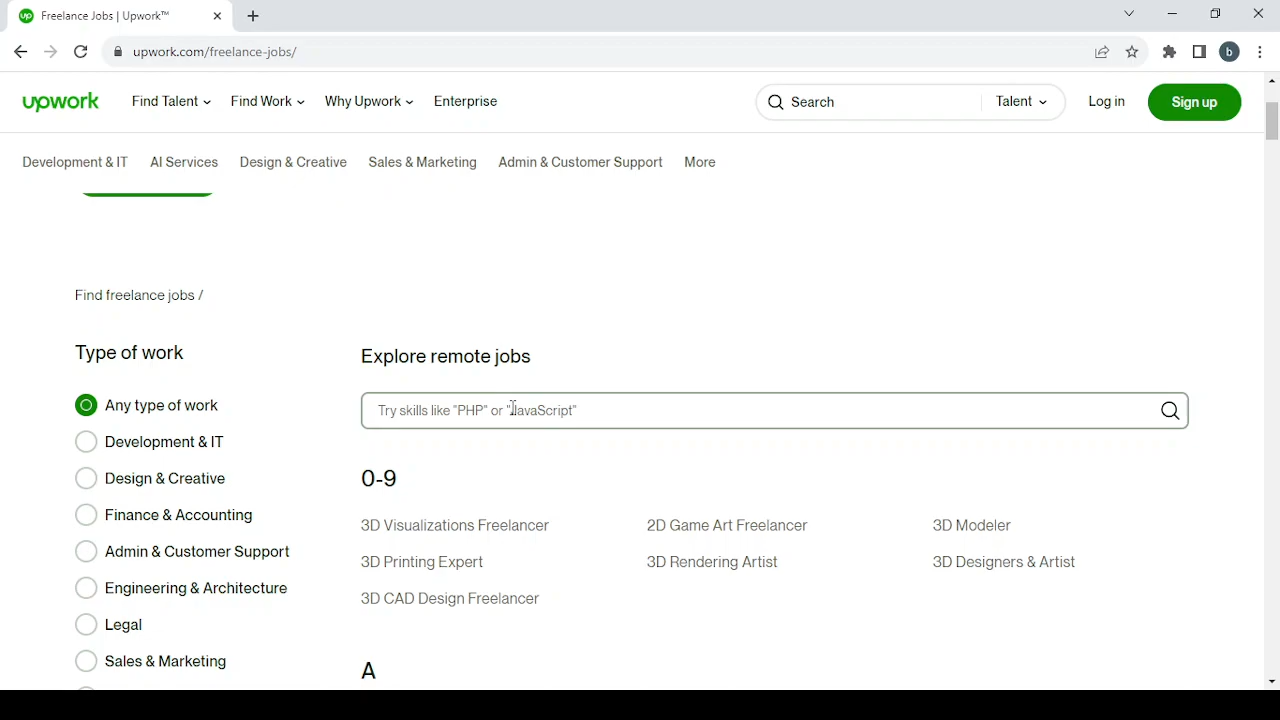 up Freelance Jobs | Upwork™
upwork.com/freelance-jobs/
b
upwork Find Talent Find Work Why Upwork Enterprise Search Talent Log in Sign up
Development & IT AI Services Design & Creative Sales & Marketing Admin & Customer Support More
Find freelance jobs /
Type of work
Any type of work
Development & IT
Design & Creative
Finance & Accounting
Admin & Customer Support
Engineering & Architecture
Legal
Sales & Marketing
Explore remote jobs
Try skills like "PHP" or "JavaScript"
0-9
3D Visualizations Freelancer 2D Game Art Freelancer 3D Modeler
3D Printing Expert 3D Rendering Artist 3D Designers & Artist
3D CAD Design Freelancer
A